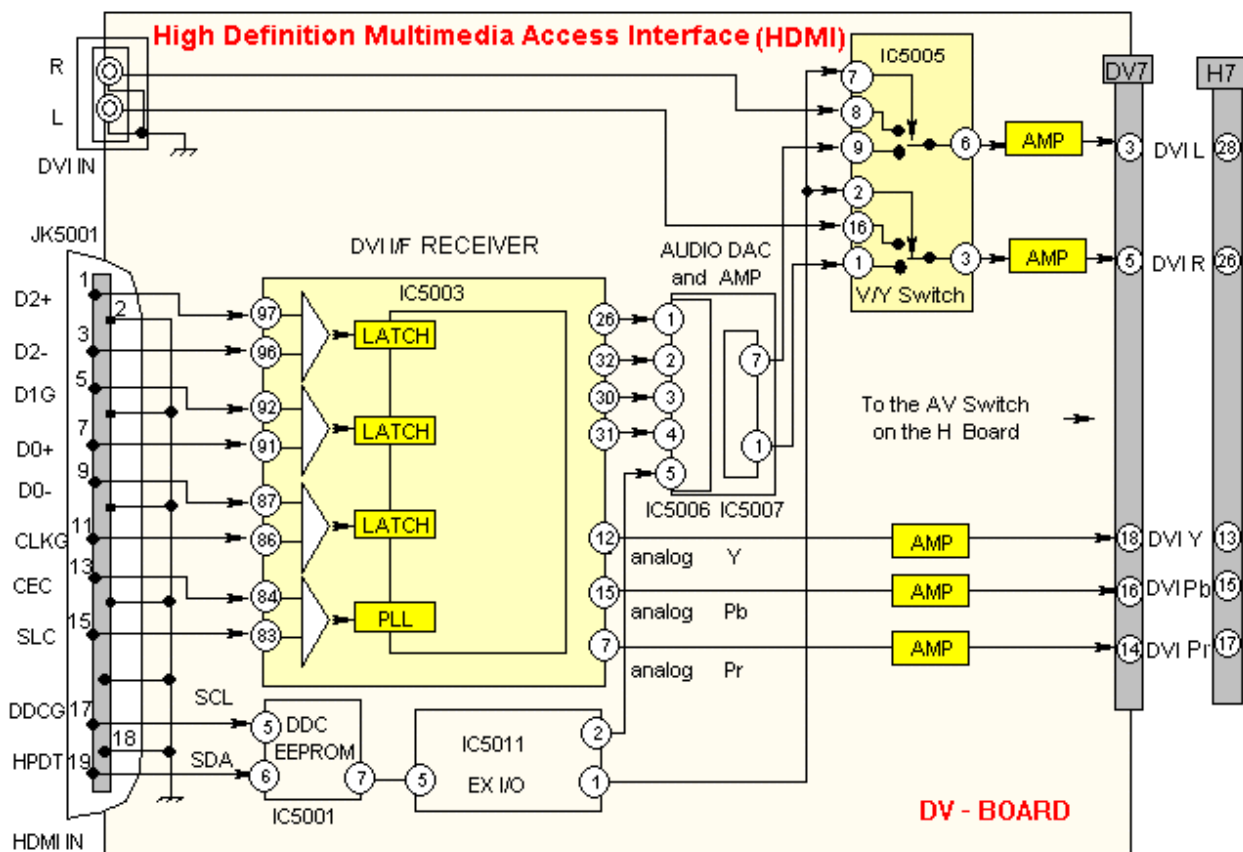 High Definition Multimedia Access Interface (HDMI)
R
L
DVI IN
IC5005
7
8
9
6
2
16
1
3
V/Y Switch
AMP
AMP
DV7
H7
3
DVI L
28
5
DVI R
26
JK5001
D2+
1
2
D2-
3
D1G
5
D0+
7
D0-
9
CLKG
11
CEC
13
SLC
15
DDCG
17
18
HPDT
19
HDMI IN
DVI I/F RECEIVER
IC5003
97
96
92
91
87
86
84
83
LATCH
LATCH
LATCH
PLL
26
32
30
31
12
15
7
AUDIO DAC
and AMP
1
2
3
4
5
7
1
IC5006
IC5007
To the AV Switch
on the H Board
analog Y
analog Pb
analog Pr
AMP
AMP
AMP
18
DVI Y
13
16
DVI Pb
15
14
DVI Pr
17
SCL
SDA
5
6
DDC
EEPROM
7
IC5001
5
IC5011
EX I/O
2
1
DV - BOARD